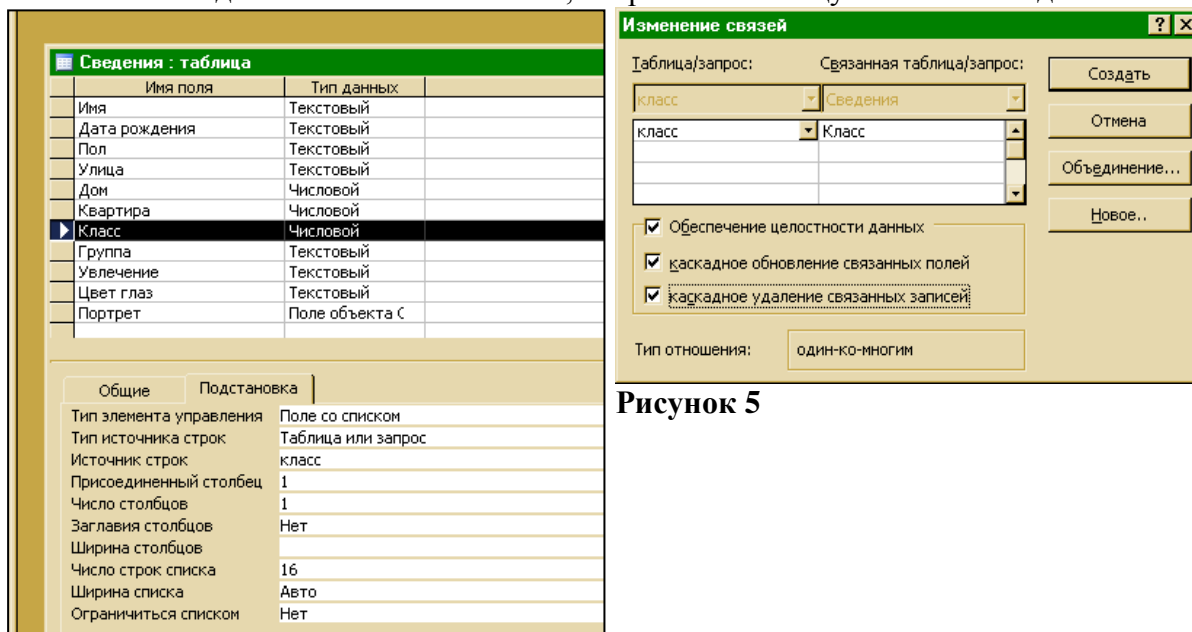 Сведения : таблица
Имя поля Тип данных
Имя Текстовый
Дата рождения Текстовый
Пол Текстовый
Улица Текстовый
Дом Числовой
Квартира Числовой
Класс Числовой
Группа Текстовый
Увлечение Текстовый
Цвет глаз Текстовый
Портрет Поле объекта
Общие Подстановка
Тип элемента управления Поле со списком
Тип источника строк Таблица или запрос
Источник строк класс
Присоединенный столбец 1
Число столбцов 1
Заглавия столбцов Нет
Ширина столбцов
Число строк списка 16
Ширина списка Авто
Ограничиться списком Нет
Изменение связей
Таблица/запрос: Связанная таблица/запрос:
класс Сведения
класс Класс
Обеспечение целостности данных
каскадное обновление связанных полей
каскадное удаление связанных записей
Тип отношения: один-ко-многим
Создать
Отмена
Объединение...
Новое..
Рисунок 5